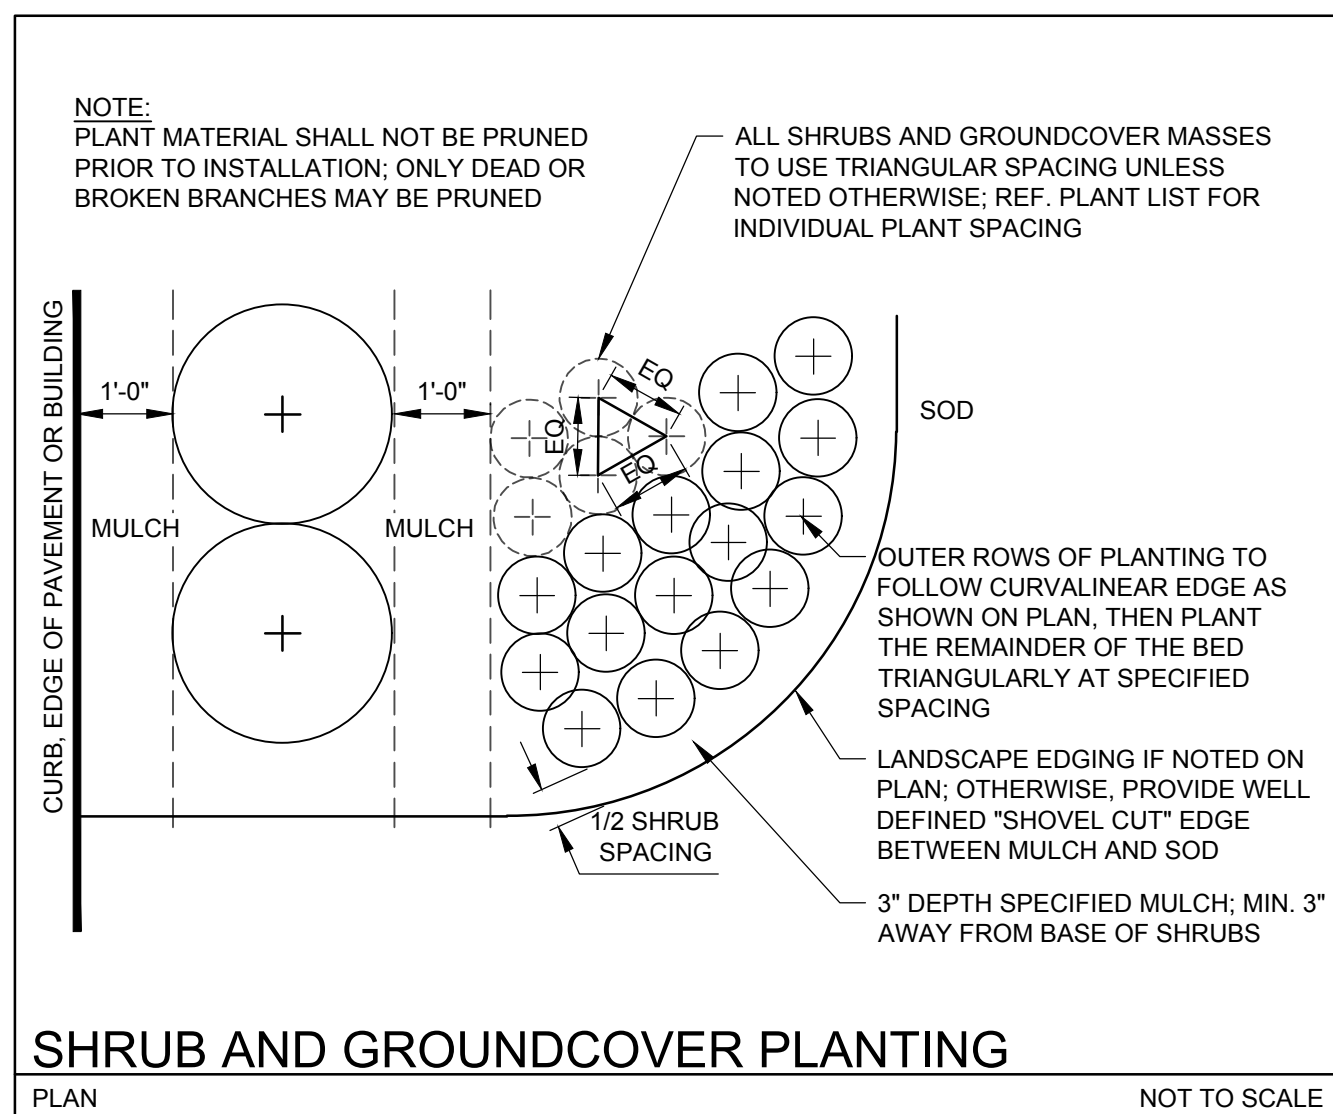 NOTE:
PLANT MATERIAL SHALL NOT BE PRUNED
PRIOR TO INSTALLATION; ONLY DEAD OR
BROKEN BRANCHES MAY BE PRUNED
ALL SHRUBS AND GROUNDCOVER MASSES
TO USE TRIANGULAR SPACING UNLESS
NOTED OTHERWISE; REF. PLANT LIST FOR
INDIVIDUAL PLANT SPACING
CURB, EDGE OF PAVEMENT OR BUILDING
1'-0"
1'-0"
MULCH
MULCH
EQ
EQ
EQ
SOD
OUTER ROWS OF PLANTING TO
FOLLOW CURVALINEAR EDGE AS
SHOWN ON PLAN, THEN PLANT
THE REMAINDER OF THE BED
TRIANGULARLY AT SPECIFIED
SPACING
LANDSCAPE EDGING IF NOTED ON
PLAN; OTHERWISE, PROVIDE WELL
DEFINED "SHOVEL CUT" EDGE
BETWEEN MULCH AND SOD
1/2 SHRUB
SPACING
3" DEPTH SPECIFIED MULCH; MIN. 3"
AWAY FROM BASE OF SHRUBS
SHRUB AND GROUNDCOVER PLANTING
PLAN
NOT TO SCALE